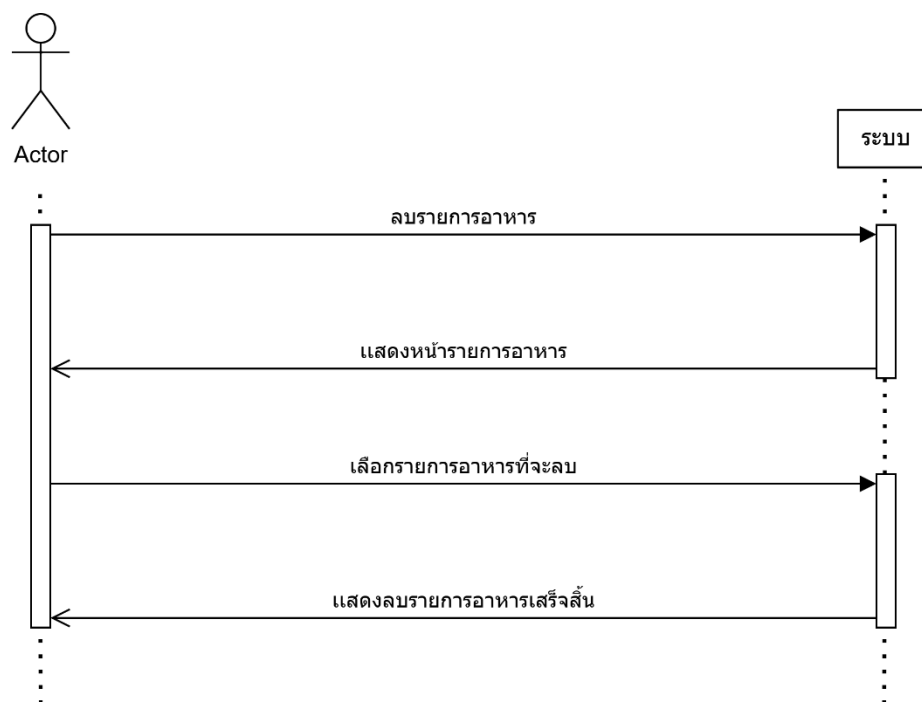 Actor
ระบบ
ลบรายการอาหาร
แสดงหน้ารายการอาหาร
เลือกรายการอาหารที่จะลบ
แสดงลบรายการอาหารเสร็จสิ้น